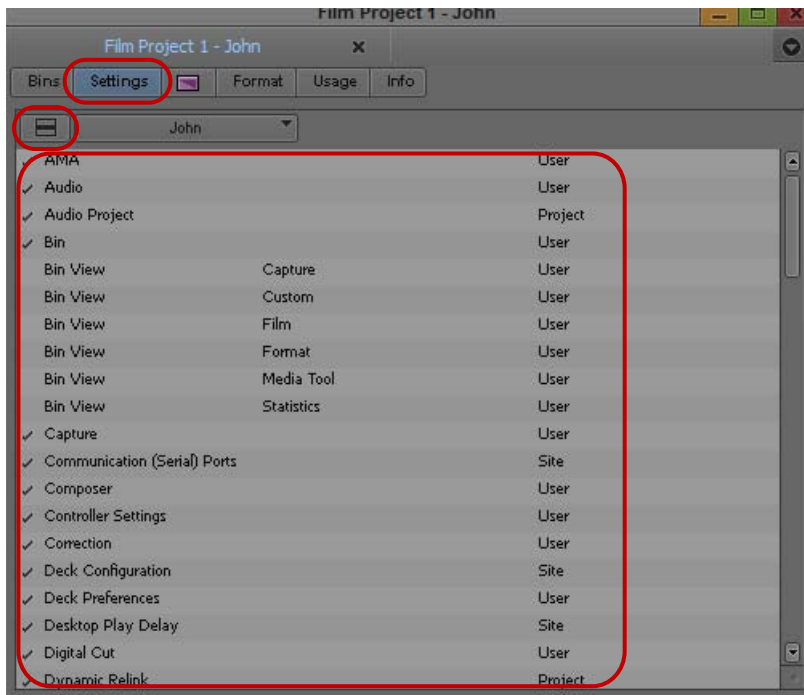 Film Project 1 - John
Film Project 1 - John
Bins Settings Format Usage Info
John
AMA User
Audio User
Audio Project Project
Bin User
Bin View Capture User
Bin View Custom User
Bin View Film User
Bin View Format User
Bin View Media Tool User
Bin View Statistics User
Capture User
Communication (Serial) Ports Site
Composer User
Controller Settings User
Correction User
Deck Configuration Site
Deck Preferences User
Desktop Play Delay Site
Digital Cut User
Dynamic Relink Project